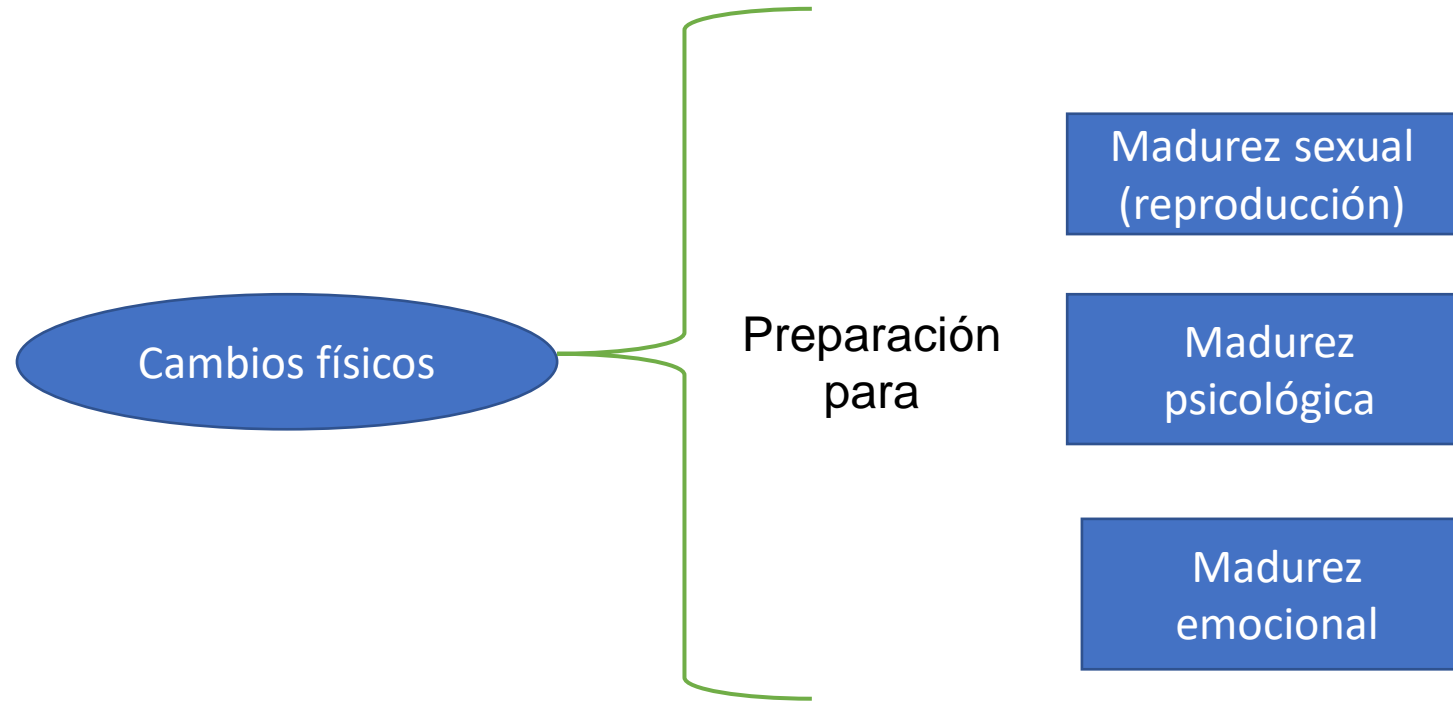 Cambios físicos
Preparación
para
Madurez sexual
(reproducción)
Madurez
psicológica
Madurez
emocional